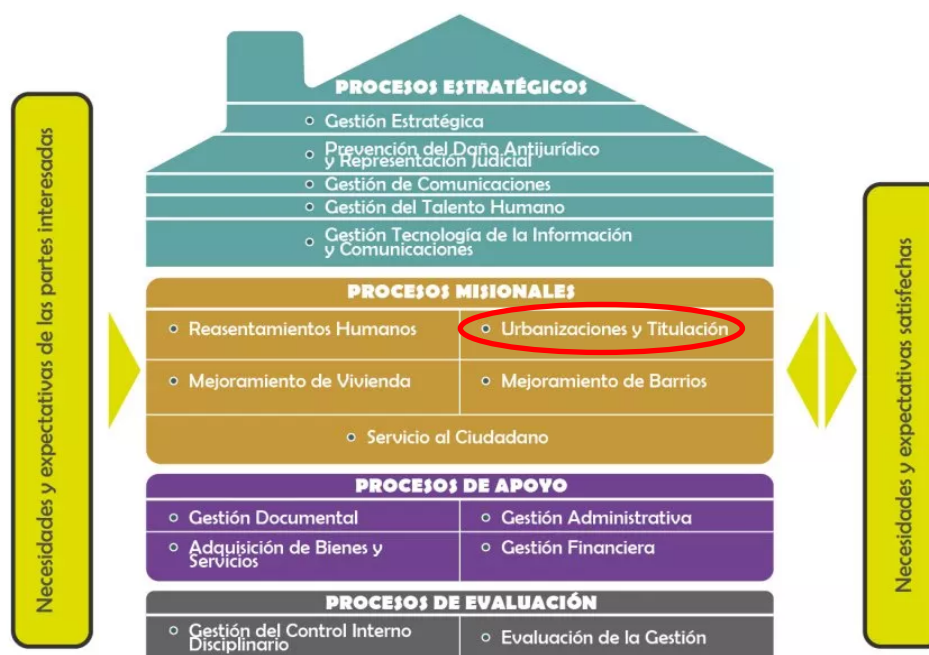 Necesidades y expectativas de las partes interesadas
PROCESOS ESTRATÉGICOS
Gestión Estratégica
Prevención del Daño Antijurídico
y Representación Judicial
Gestión de Comunicaciones
Gestión del Talento Humano
Gestión Tecnología de la Información
y Comunicaciones
PROCESOS MISIONALES
Reasentamientos Humanos
Urbanizaciones y Titulación
Mejoramiento de Vivienda
Mejoramiento de Barrios
Servicio al Ciudadano
PROCESOS DE APOYO
Gestión Documental
Gestión Administrativa
Adquisición de Bienes y
Servicios
Gestión Financiera
PROCESOS DE EVALUACIÓN
Gestión del Control Interno
Disciplinario
Evaluación de la Gestión
Necesidades y expectativas satisfechas